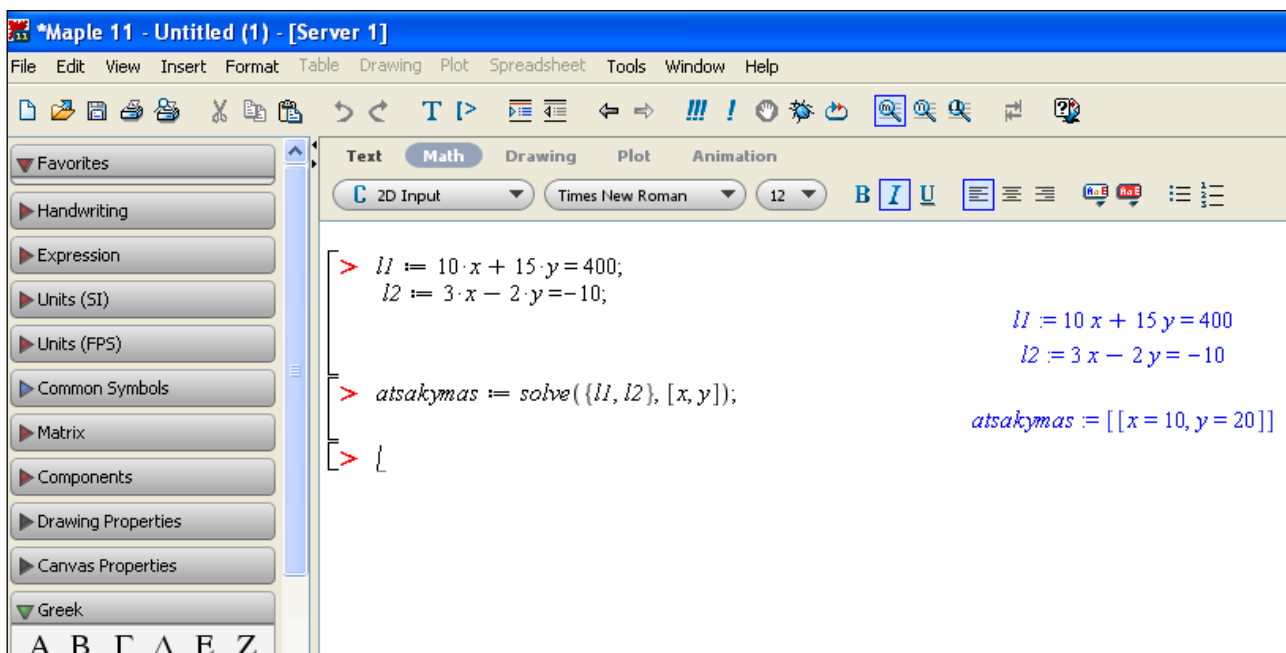 *Maple 11 - Untitled (1) - [Server 1]
File Edit View Insert Format Table Drawing Plot Spreadsheet Tools Window Help
Favorites
Handwriting
Expression
Units (SI)
Units (FPS)
Common Symbols
Matrix
Components
Drawing Properties
Canvas Properties
Greek
Α Β Γ Δ Ε Ζ
Text Math Drawing Plot Animation
C 2D Input Times New Roman 12 B I U
> l1 := 10·x + 15·y = 400;
l2 := 3·x − 2·y =−10;
l1 := 10 x + 15 y = 400
l2 := 3 x − 2 y = −10
> atsakymas := solve({l1, l2}, [x, y]);
atsakymas := [[x = 10, y = 20]]
>